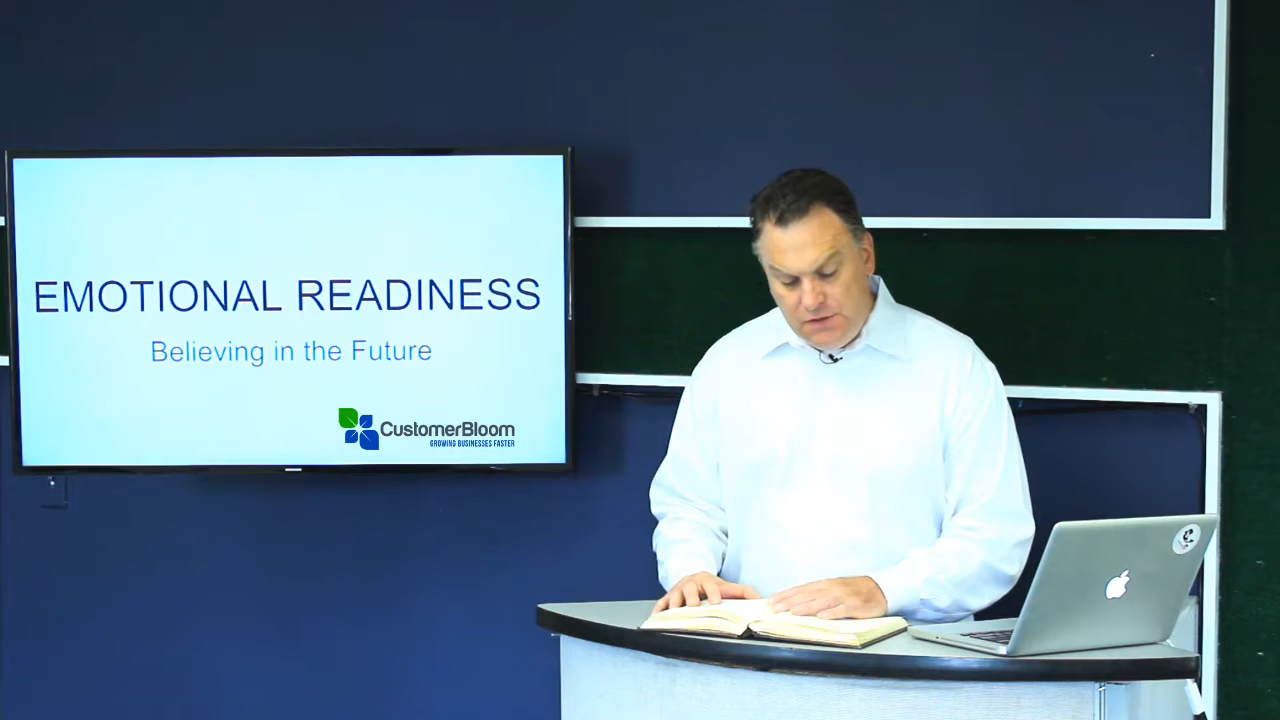 EMOTIONAL READINESS
Believing in the Future
CustomerBloom
GROWING BUSINESSES FASTER